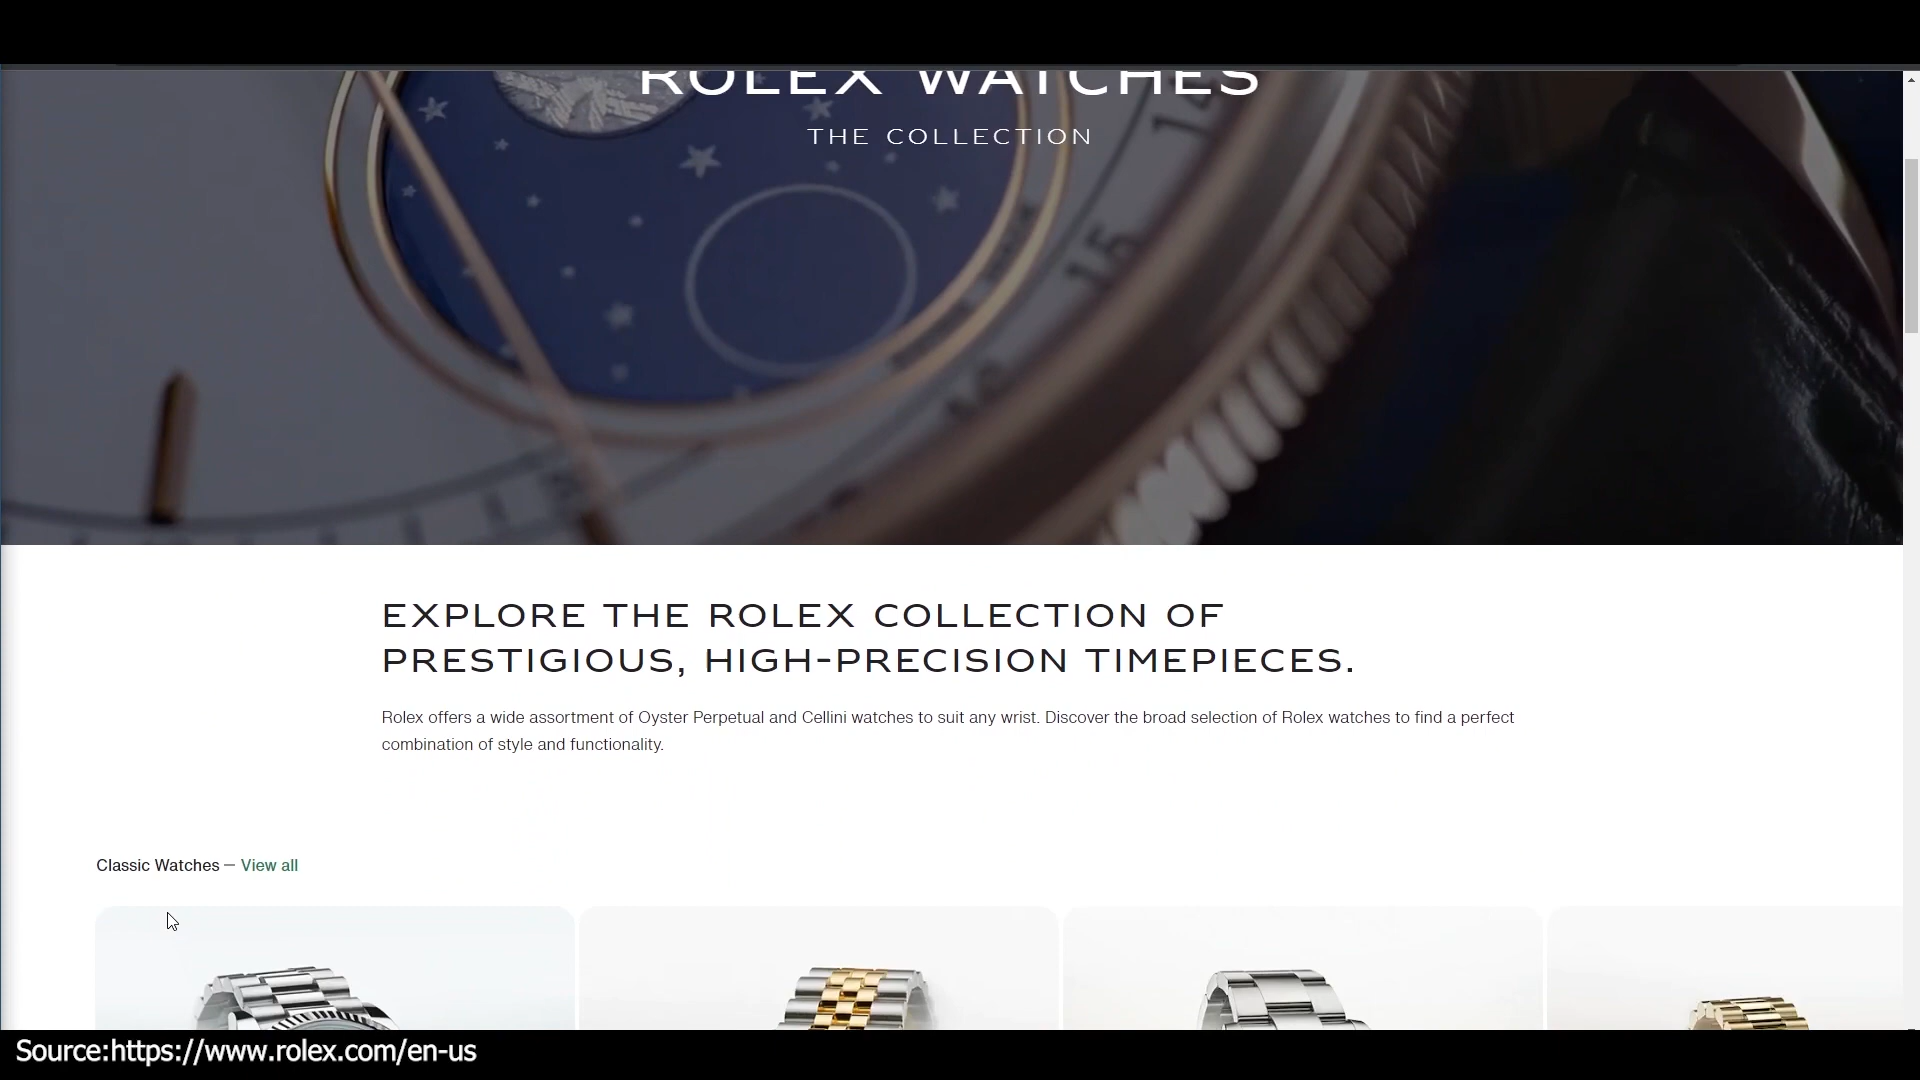 ROLEX WATCHES
THE COLLECTION
15
EXPLORE THE ROLEX COLLECTION OF
PRESTIGIOUS, HIGH-PRECISION TIMEPIECES.
Rolex offers a wide assortment of Oyster Perpetual and Cellini watches to suit any wrist. Discover the broad selection of Rolex watches to find a perfect
combination of style and functionality.
Classic Watches — View all
Source:https://www.rolex.com/en-us